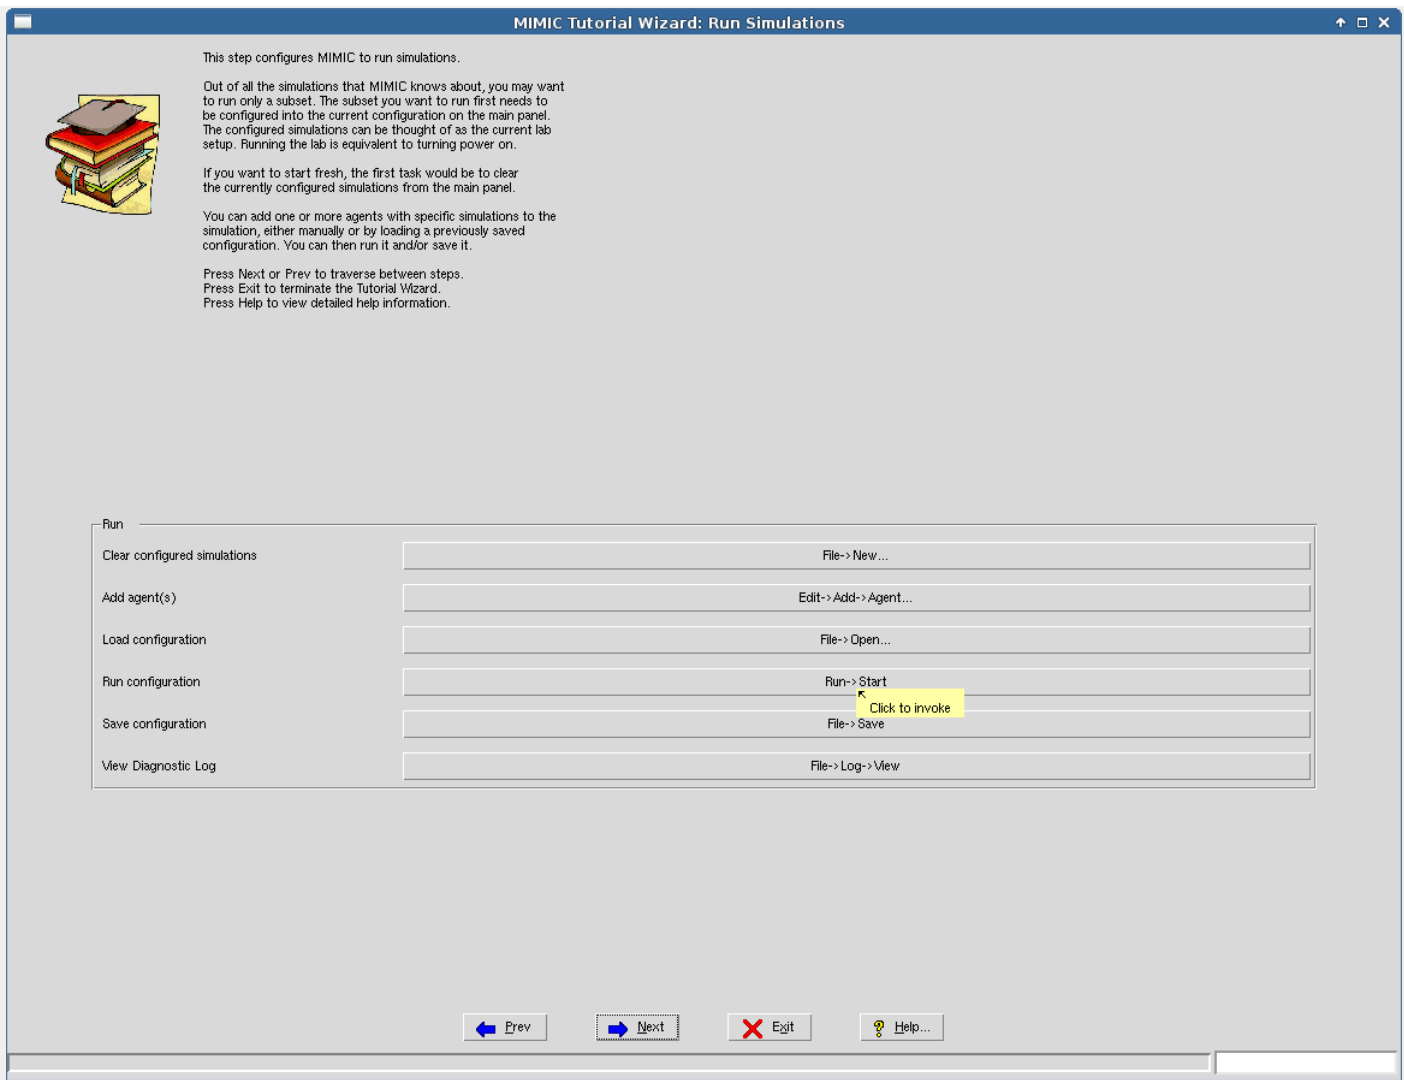 MIMIC Tutorial Wizard: Run Simulations
This step configures MIMIC to run simulations.
Out of all the simulations that MIMIC knows about, you may want
to run only a subset. The subset you want to run first needs to
be configured into the current configuration on the main panel.
The configured simulations can be thought of as the current lab
setup. Running the lab is equivalent to turning power on.
If you want to start fresh, the first task would be to clear
the currently configured simulations from the main panel.
You can add one or more agents with specific simulations to the
simulation, either manually or by loading a previously saved
configuration. You can then run it and/or save it.
Press Next or Prev to traverse between steps.
Press Exit to terminate the Tutorial Wizard.
Press Help to view detailed help information.
Run
Clear configured simulations File->New...
Add agent(s) Edit->Add->Agent...
Load configuration File->Open...
Run configuration Run->Start
Click to invoke
Save configuration File->Save
View Diagnostic Log File->Log->View
Prev Next Exit Help...